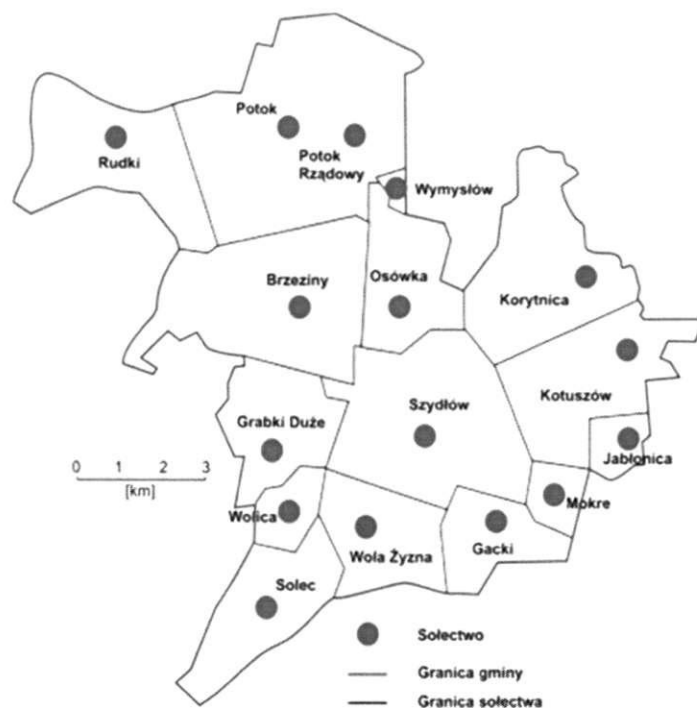 Potok
Potok
Rządowy
Rudki
Wymysłów
Brzeziny
Osówka
Korytnica
Kotuszów
Szydłów
Grabki Duże
Jabłonica
0 1 2 3
[km]
Mokre
Wolica
Gacki
Wola Żyzna
Solec
Sołectwo
Granica gminy
Granica sołectwa